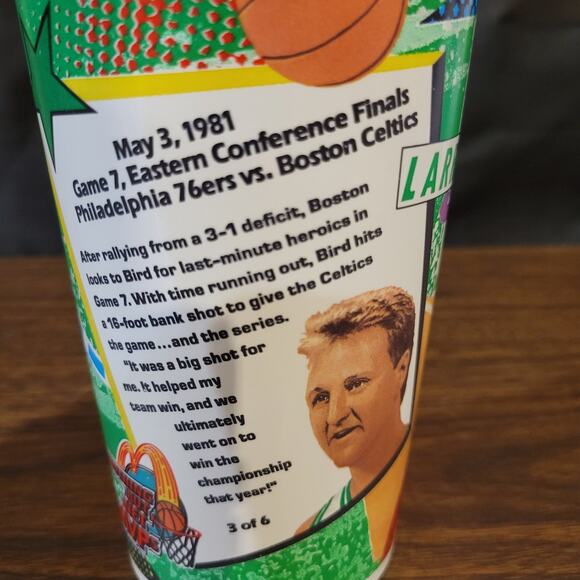 May 3, 1981
Game 7, Eastern Conference Finals
Philadelphia 76ers vs. Boston Celtics
LAR
After rallying from a 3-1 deficit, Boston
looks to Bird for last-minute heroics in
Game 7. With time running out, Bird hits
a 16-foot bank shot to give the Celtics
the game...and the series.
"It was a big shot for
me. It helped my
team win, and we
ultimately
went on to
win the
championship
that year!"
3 of 6